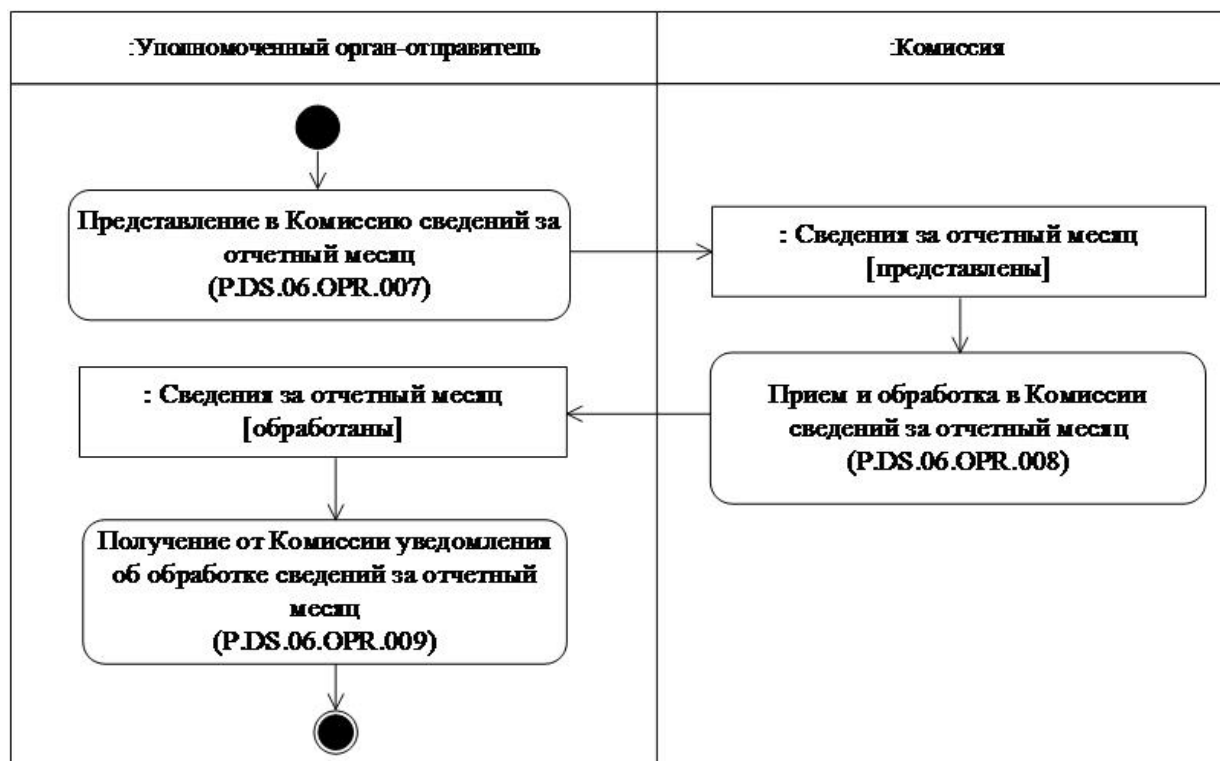 :Уполномоченный орган-отправитель
:Комиссия
Представление в Комиссию сведений за
отчетный месяц
(P.DS.06.OPR.007)
: Сведения за отчетный месяц
[представлены]
Прием и обработка в Комиссии
сведений за отчетный месяц
(P.DS.06.OPR.008)
: Сведения за отчетный месяц
[обработаны]
Получение от Комиссии уведомления
об обработке сведений за отчетный
месяц
(P.DS.06.OPR.009)